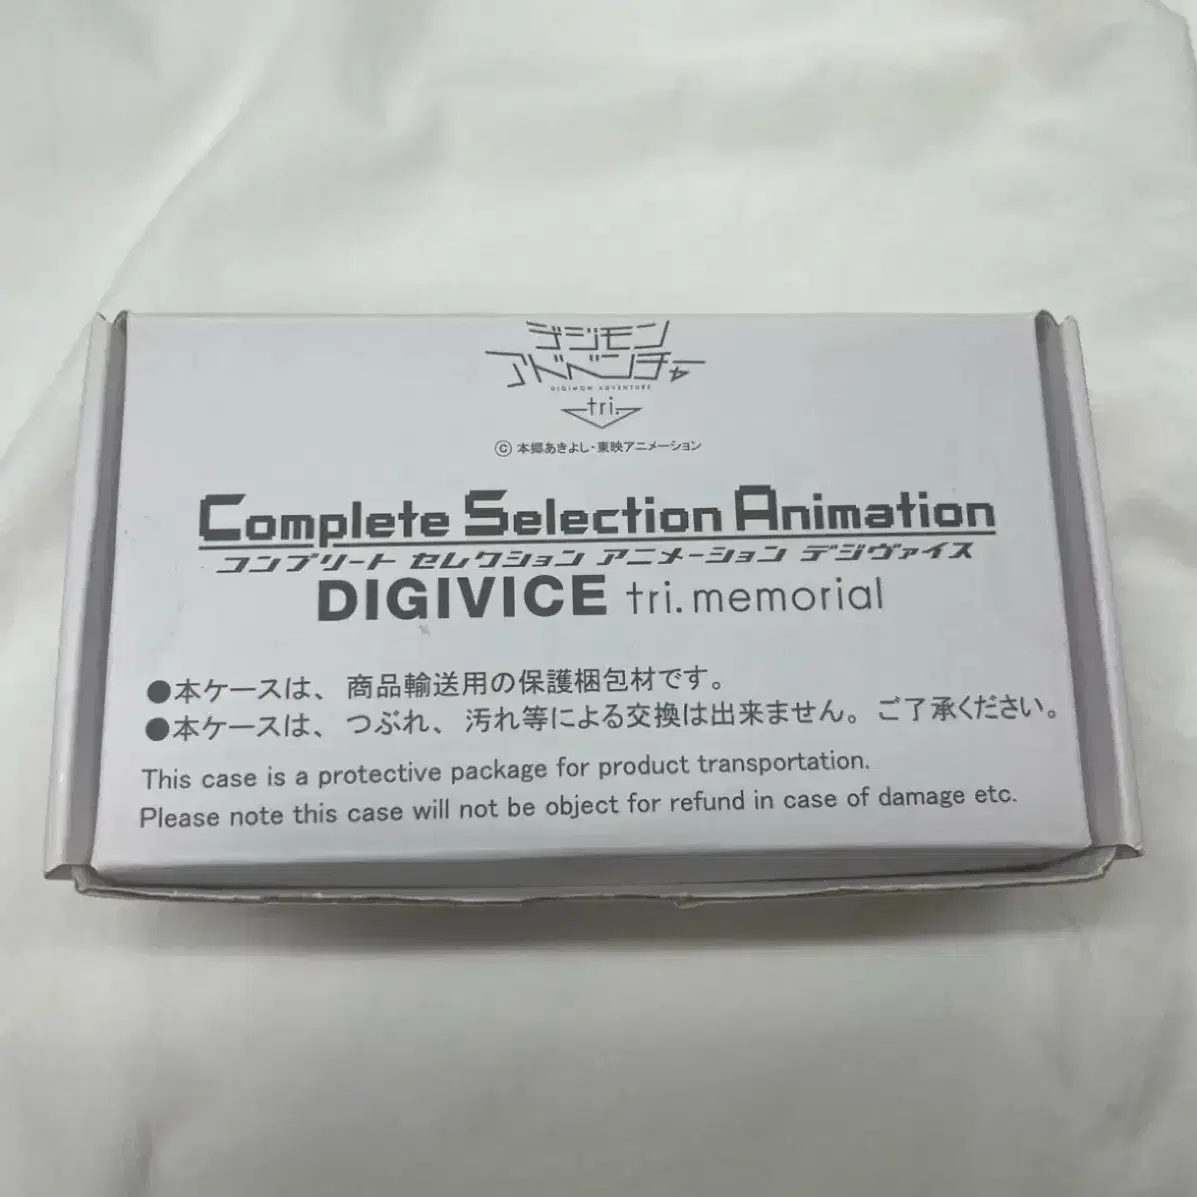 デジモン
アドベンチャー
DIGIMON ADVENTURE
tri.
© 本郷あきよし・東映アニメーション
Complete Selection Animation
コンプリート セレクション アニメーション デジヴァイス
DIGIVICE tri. memorial
●本ケースは、商品輸送用の保護梱包材です。
●本ケースは、つぶれ、汚れ等による交換は出来ません。ご了承ください。
This case is a protective package for product transportation.
Please note this case will not be object for refund in case of damage etc.